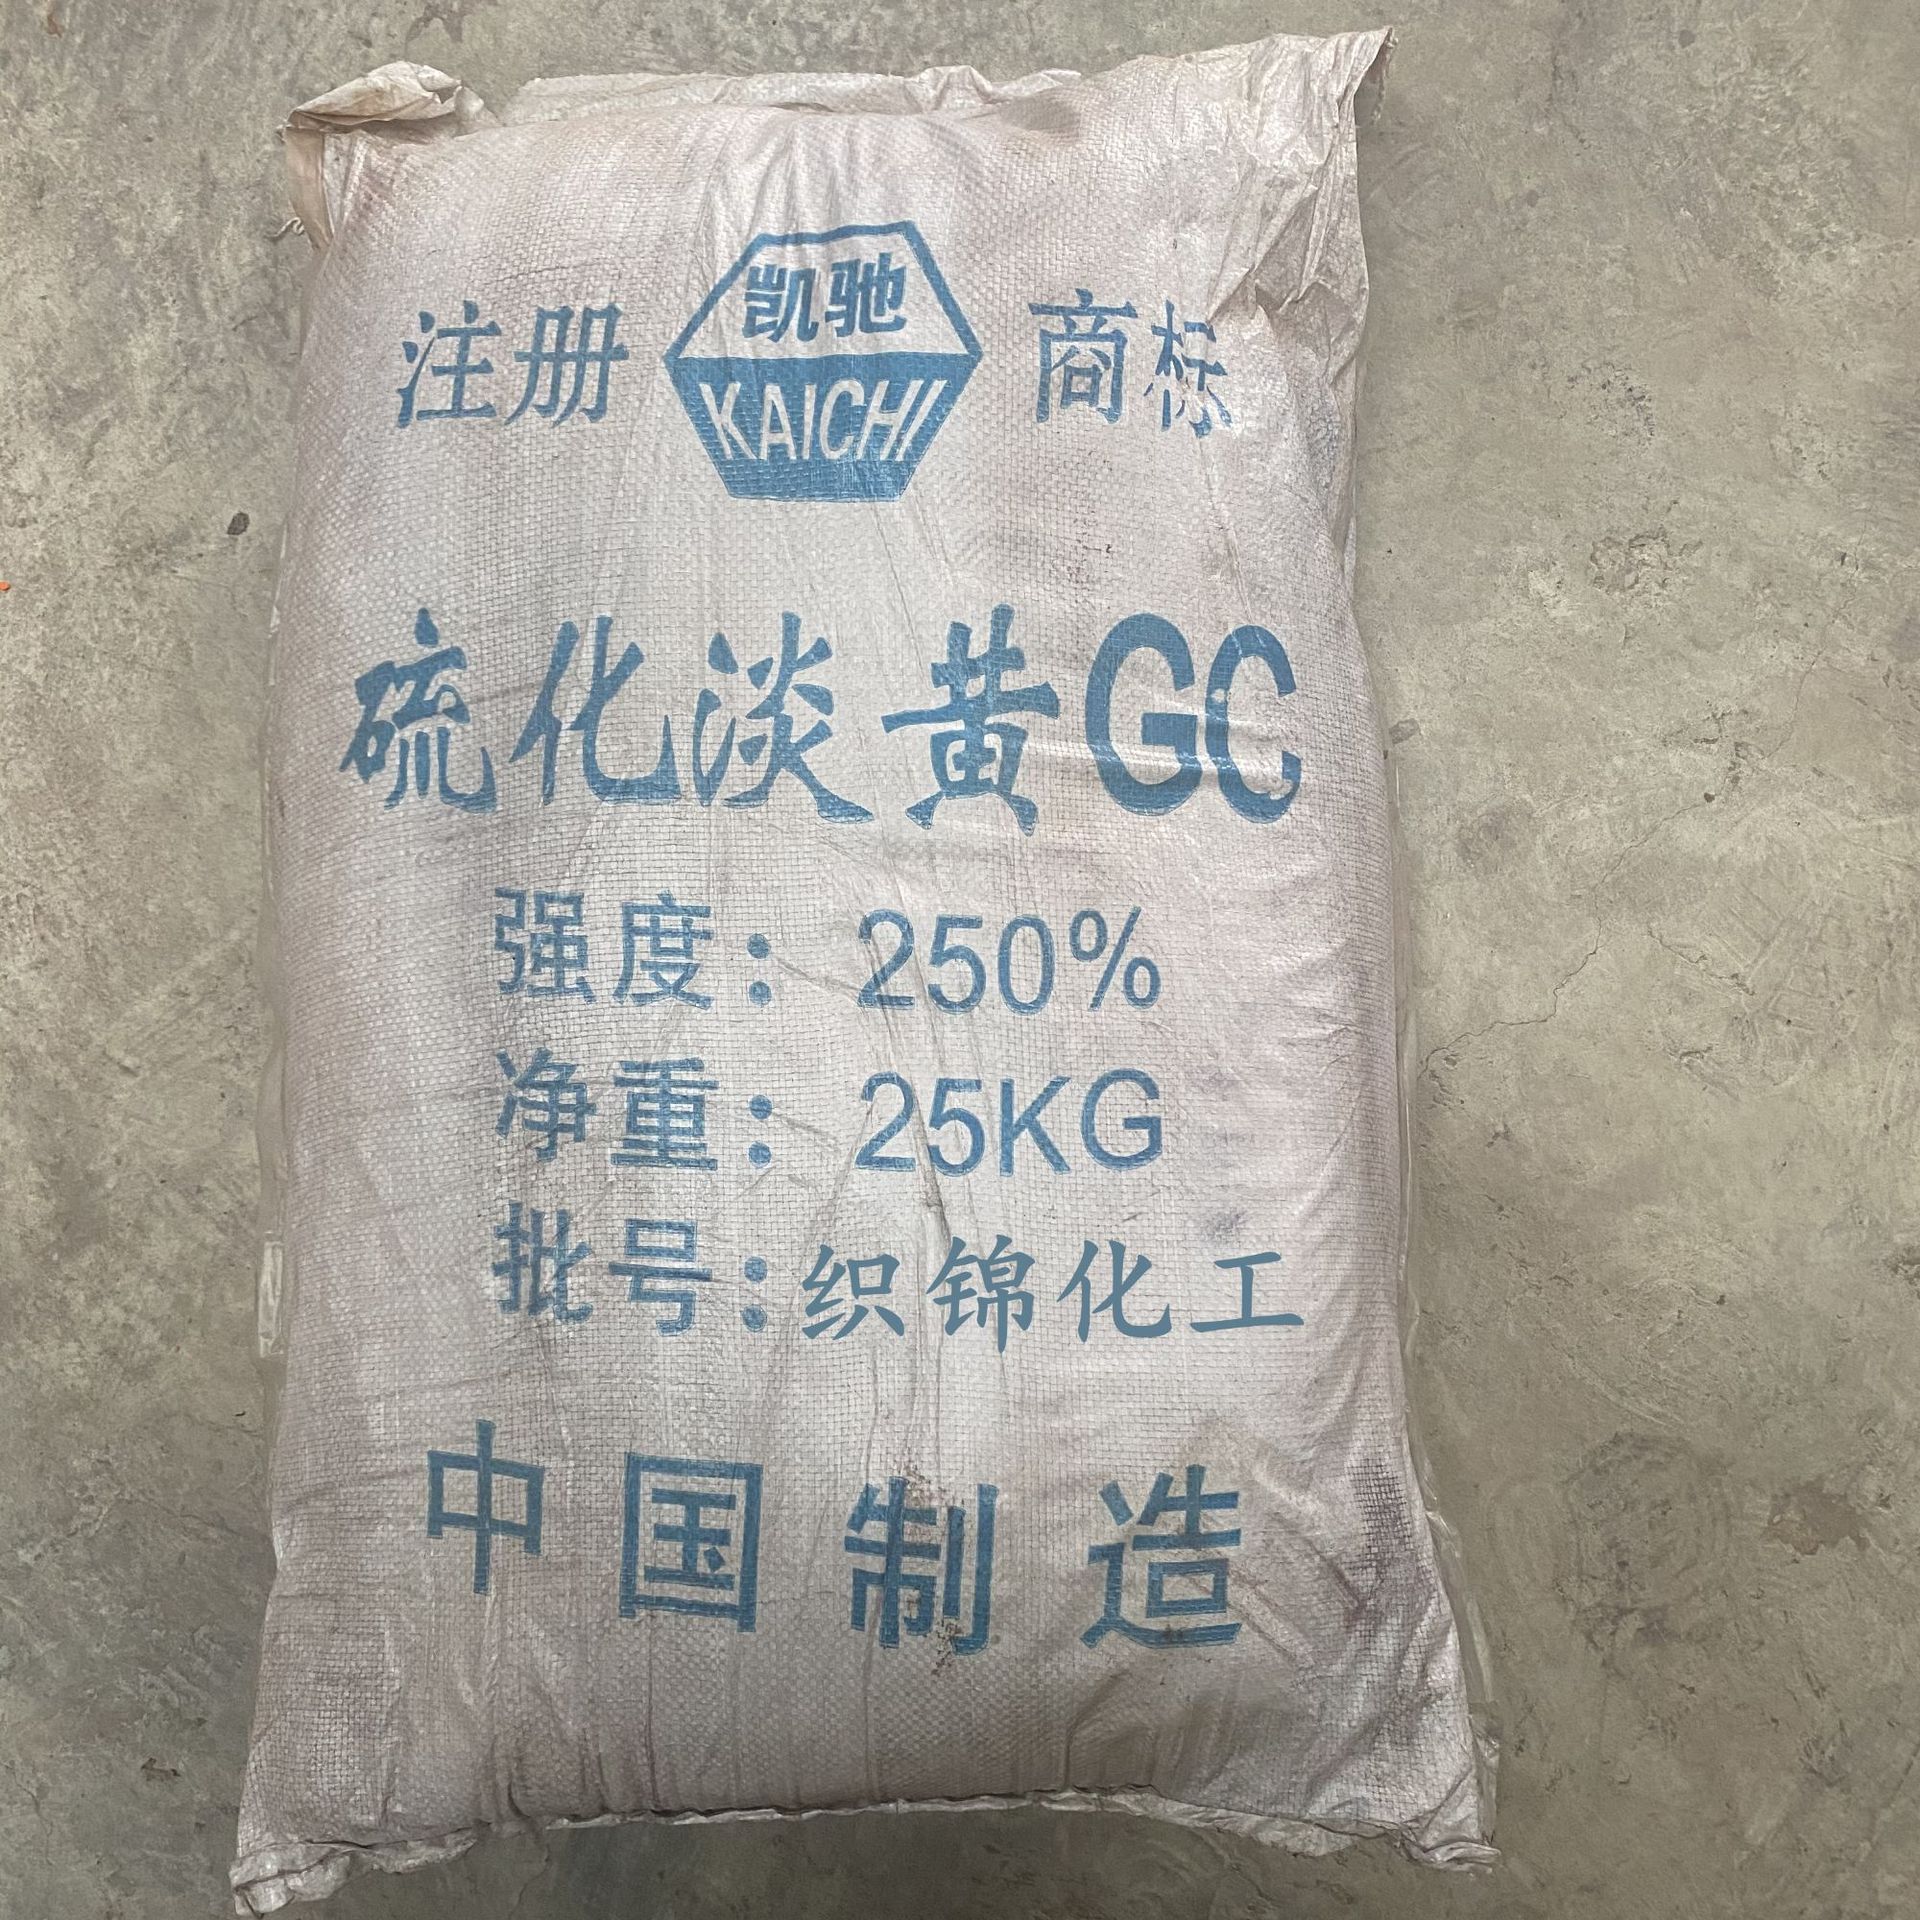 注册 凯驰 商标
KAICHI
硫化淡黄GC
强度：250%
净重：25KG
批号：织锦化工
中国制造